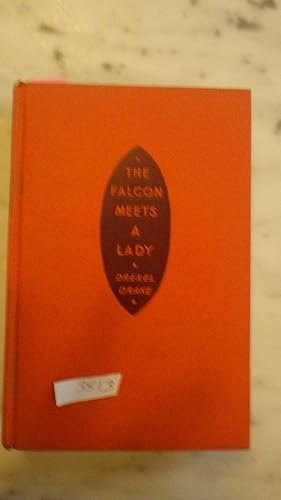 THE
FALCON
MEETS
A
LADY
DREXEL
DRAKE